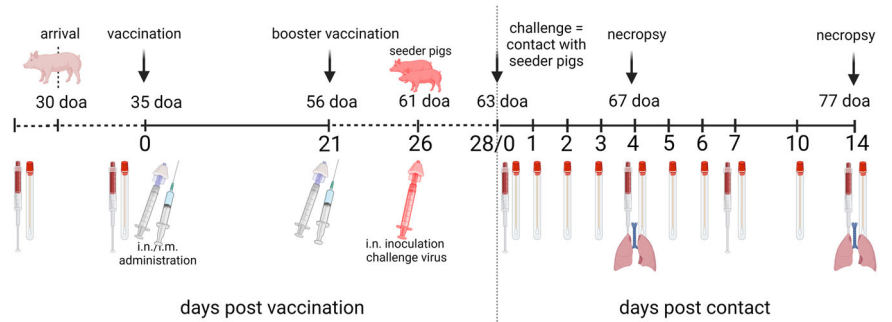 arrival
vaccination
booster vaccination
seeder pigs
challenge =
contact with
seeder pigs
necropsy
necropsy
30 doa
35 doa
56 doa
61 doa
63 doa
67 doa
77 doa
0
21
26
28/0
1
2
3
4
5
6
7
10
14
i.n./i.m.
administration
i.n. inoculation
challenge virus
days post vaccination
days post contact